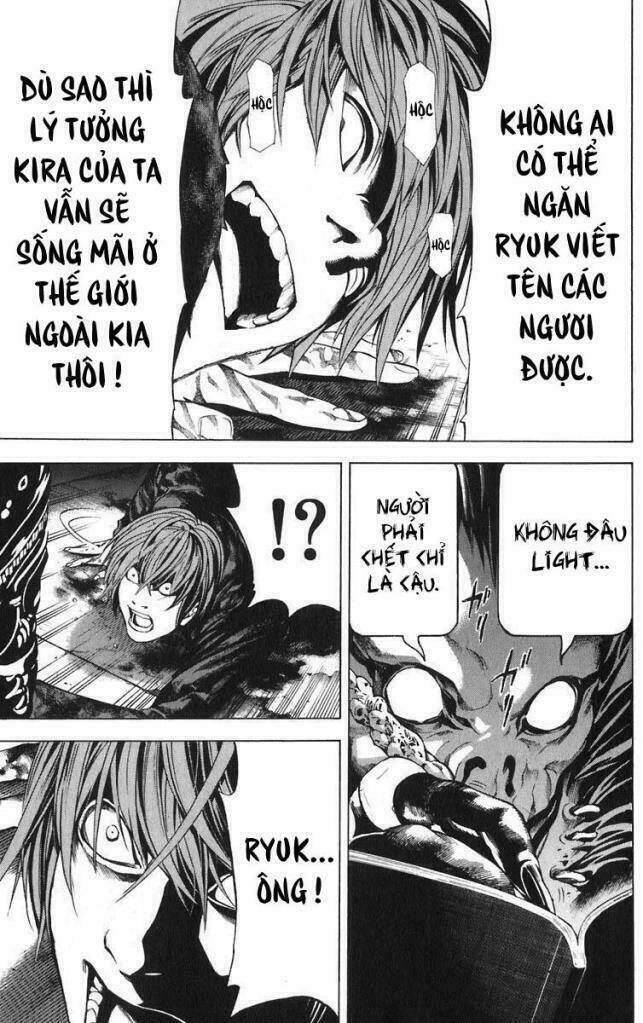 KHÔNG AI
CÓ THỂ
NGĂN
RYUK VIẾT
TÊN CÁC
NGƯƠI
ĐƯỢC.
HỘC
HỘC
HỘC
DÙ SAO THÌ
LÝ TƯỞNG
KIRA CỦA TA
VẪN SẼ
SỐNG MÃI Ở
THẾ GIỚI
NGOÀI KIA
THÔI !
KHÔNG ĐÂU
LIGHT...
NGƯỜI
PHẢI
CHẾT CHỈ
LÀ CẬU.
!?
RYUK...
ÔNG !